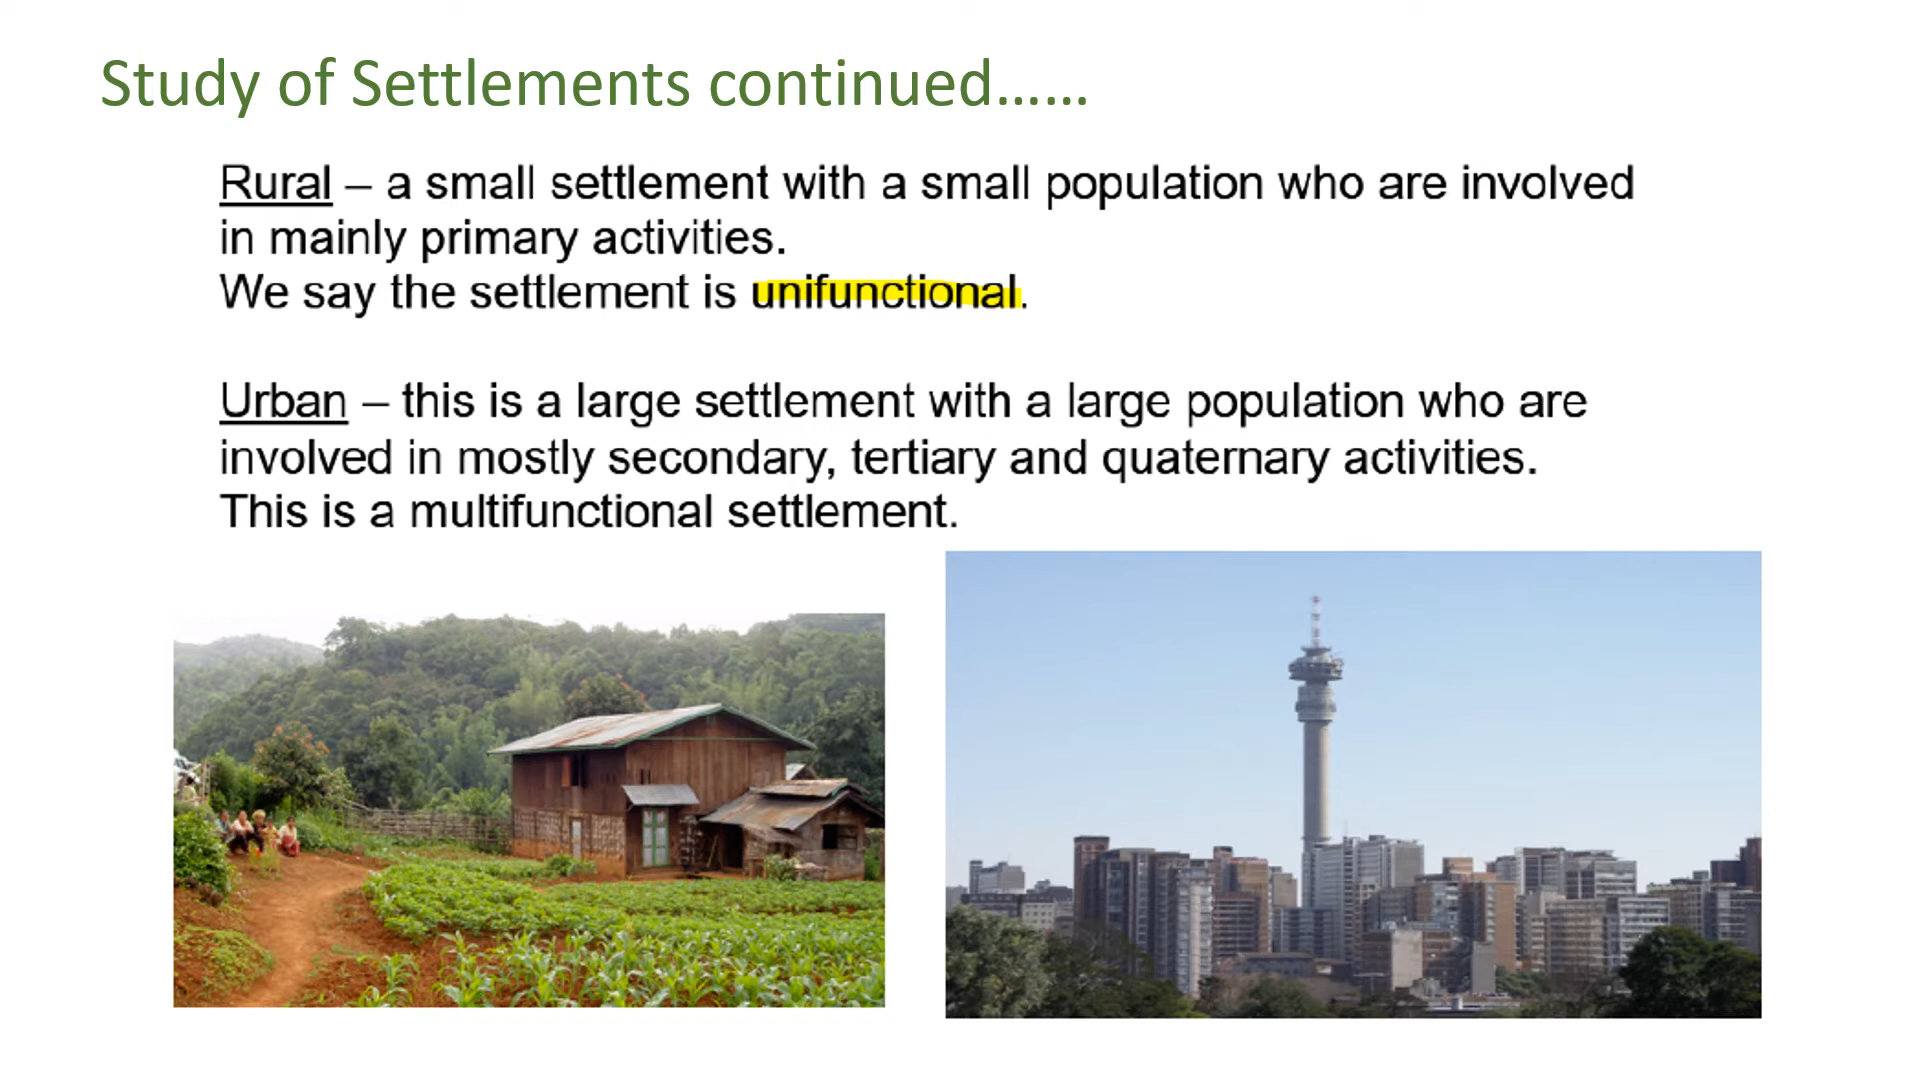 Study of Settlements continued……
Rural – a small settlement with a small population who are involved
in mainly primary activities.
We say the settlement is unifunctional.
Urban – this is a large settlement with a large population who are
involved in mostly secondary, tertiary and quaternary activities.
This is a multifunctional settlement.